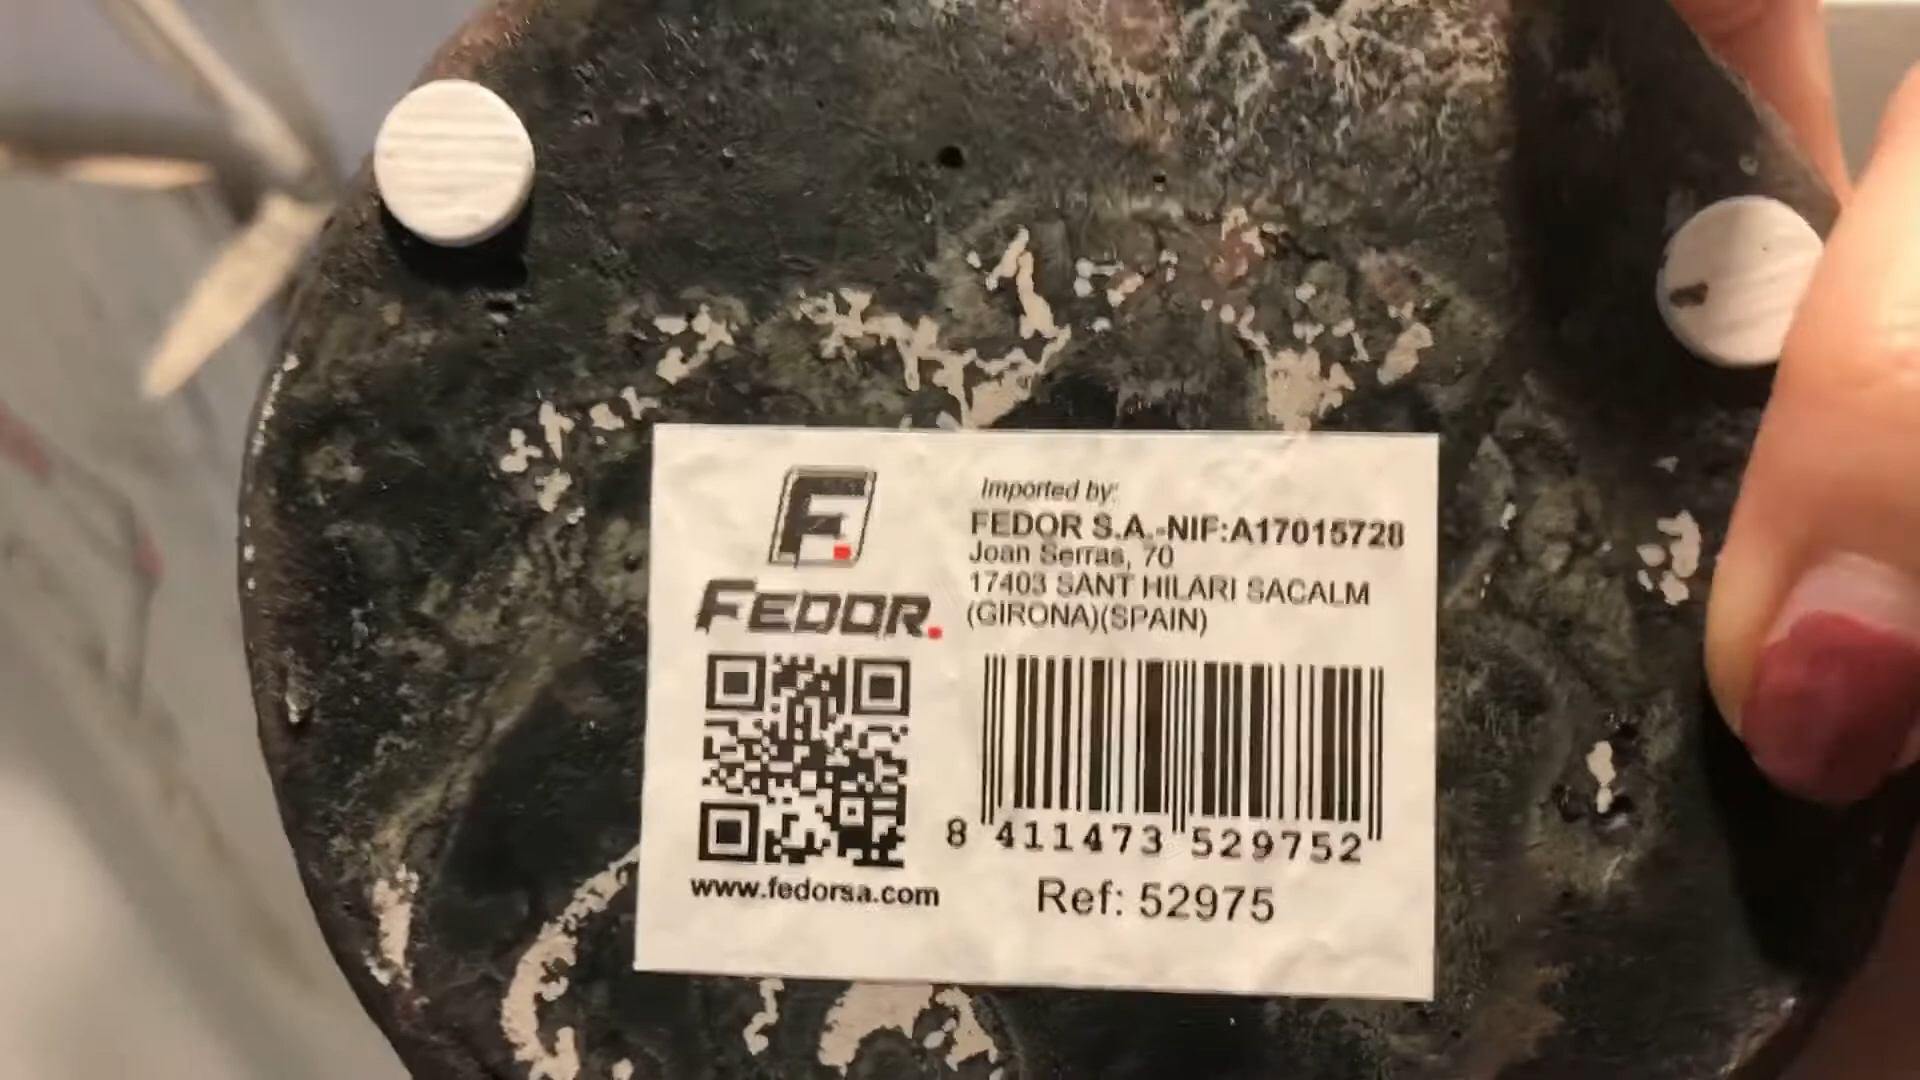 F.
FEDOR.
www.fedorsa.com
Imported by:
FEDOR S.A.-NIF:A17015728
Joan Serras, 70
17403 SANT HILARI SACALM
(GIRONA)(SPAIN)
8 411473 529752
Ref: 52975